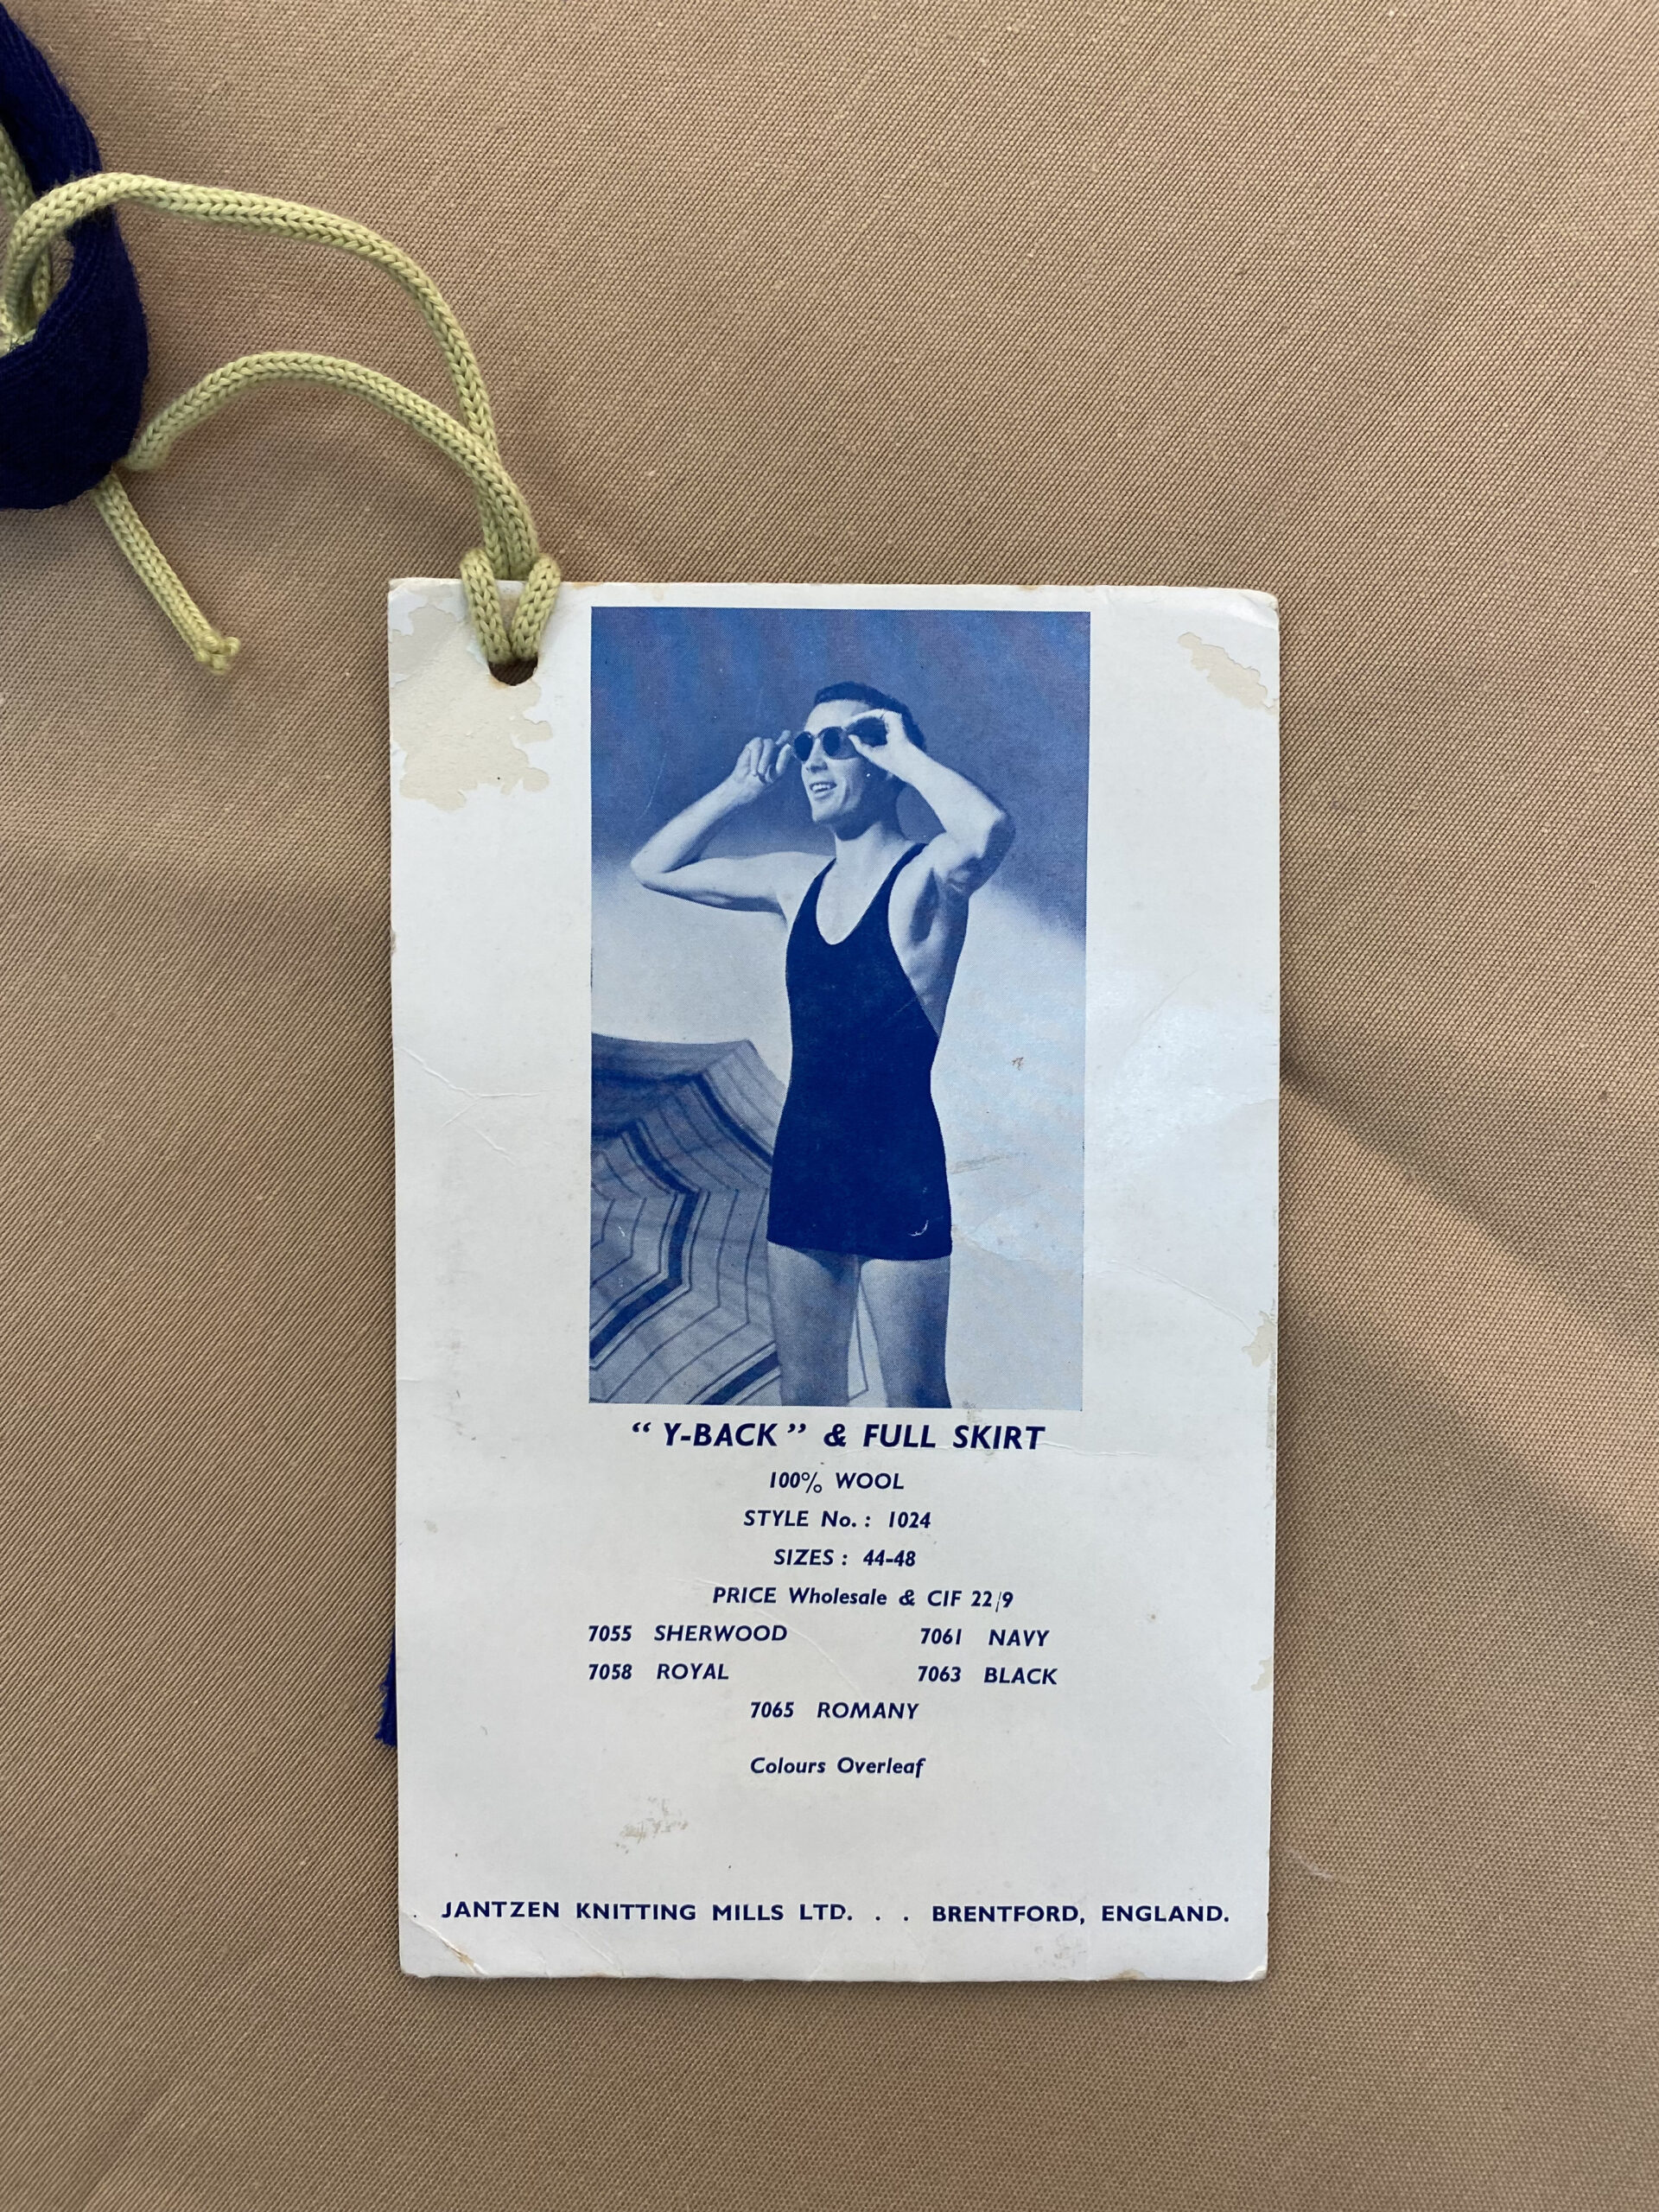 “ Y-BACK ” & FULL SKIRT
100% WOOL
STYLE No. : 1024
SIZES : 44-48
PRICE Wholesale & CIF 22/9
7055 SHERWOOD 7061 NAVY
7058 ROYAL 7063 BLACK
7065 ROMANY
Colours Overleaf
JANTZEN KNITTING MILLS LTD. . . BRENTFORD, ENGLAND.